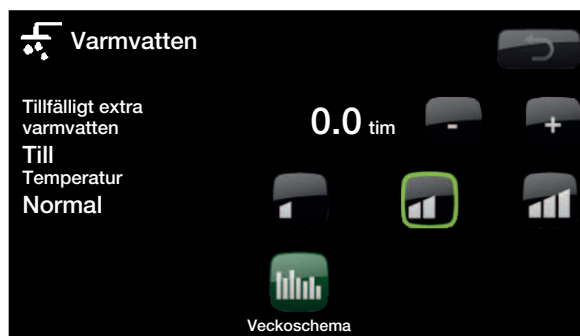 Varmvatten
Tillfälligt extra
varmvatten
0.0 tim
-
+
Till
Temperatur
Normal
Veckoschema